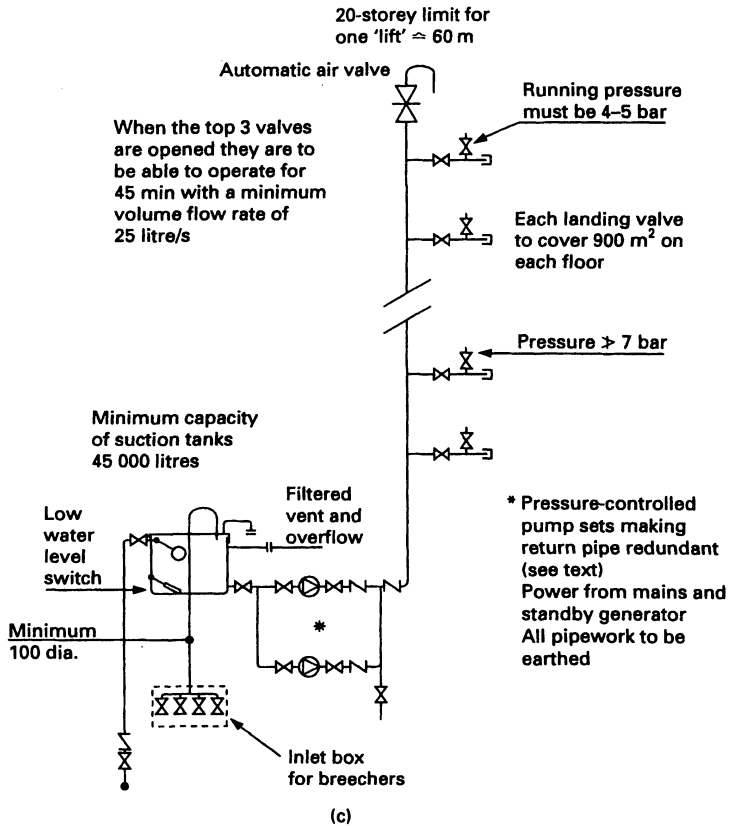 20-storey limit for
one ‘lift’ ≏ 60 m
Automatic air valve
Running pressure
must be 4–5 bar
When the top 3 valves
are opened they are to
be able to operate for
45 min with a minimum
volume flow rate of
25 litre/s
Each landing valve
to cover 900 m² on
each floor
Pressure ≯ 7 bar
Minimum capacity
of suction tanks
45 000 litres
Filtered
vent and
overflow
Low
water
level
switch
* Pressure-controlled
pump sets making
return pipe redundant
(see text)
Power from mains and
standby generator
All pipework to be
earthed
Minimum
100 dia.
*
Inlet box
for breechers
(c)